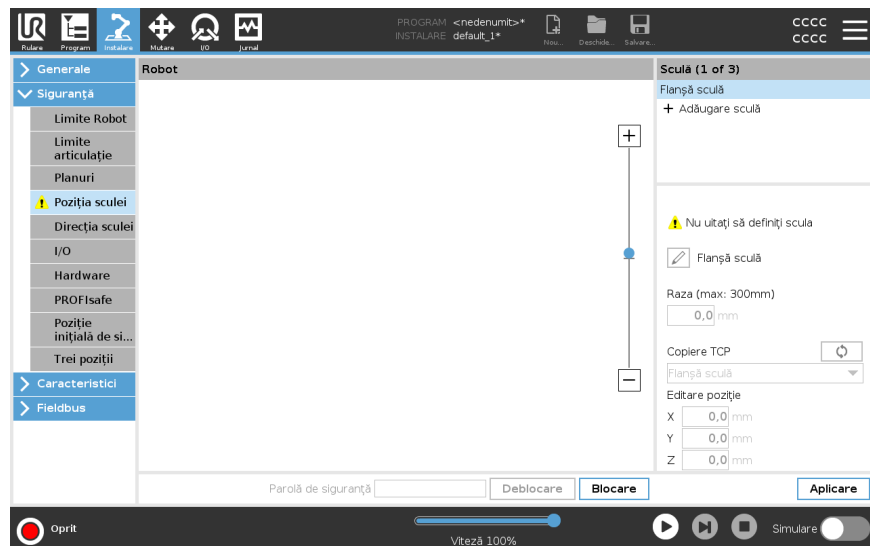 PROGRAM <nedenumit>*
INSTALARE default_1*
cccc
cccc
Rulare Program Instalare Mutare I/O Jurnal
Nou... Deschide... Salvare...
Generale
Siguranță
Limite Robot
Limite
articulație
Planuri
Poziția sculei
Direcția sculei
I/O
Hardware
PROFIsafe
Poziție
inițială de si...
Trei poziții
Caracteristici
Fieldbus
Robot
Sculă (1 of 3)
Flanșă sculă
+ Adăugare sculă
Nu uitați să definiți scula
Flanșă sculă
Raza (max: 300mm)
0,0 mm
Copiere TCP
Flanșă sculă
Editare poziție
X 0,0 mm
Y 0,0 mm
Z 0,0 mm
Parolă de siguranță Deblocare Blocare Aplicare
Oprit
Viteză 100%
Simulare